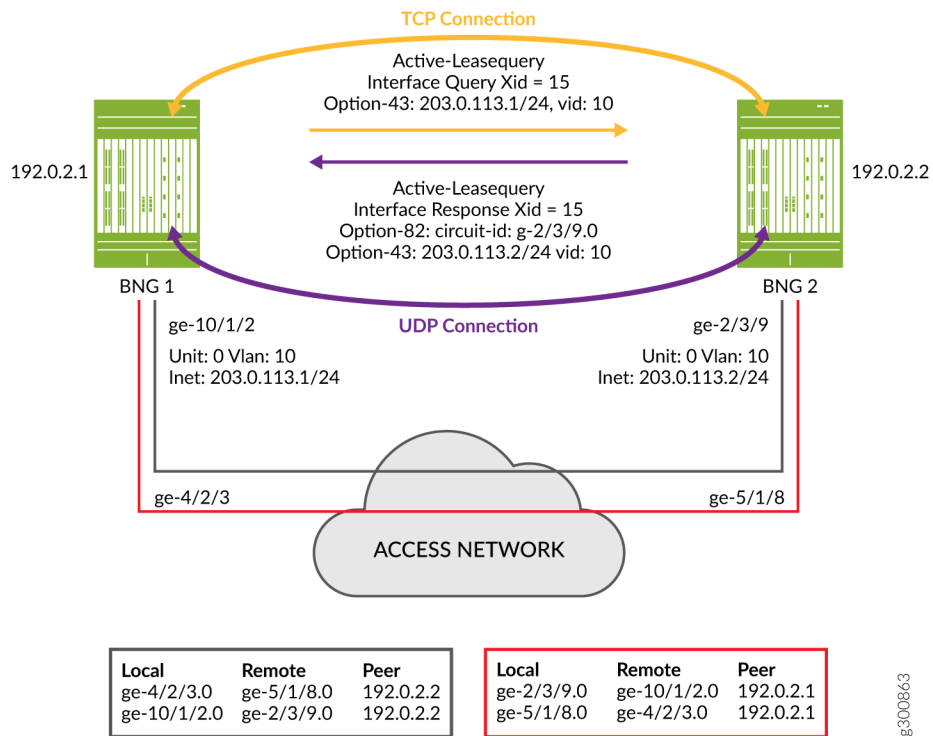 TCP Connection
Active-Leasequery
Interface Query Xid = 15
Option-43: 203.0.113.1/24, vid: 10
192.0.2.1
192.0.2.2
Active-Leasequery
Interface Response Xid = 15
Option-82: circuit-id: g-2/3/9.0
Option-43: 203.0.113.2/24 vid: 10
BNG 1
BNG 2
UDP Connection
ge-10/1/2
Unit: 0 Vlan: 10
Inet: 203.0.113.1/24
ge-2/3/9
Unit: 0 Vlan: 10
Inet: 203.0.113.2/24
ge-4/2/3
ge-5/1/8
ACCESS NETWORK
Local Remote Peer
ge-4/2/3.0 ge-5/1/8.0 192.0.2.2
ge-10/1/2.0 ge-2/3/9.0 192.0.2.2
Local Remote Peer
ge-2/3/9.0 ge-10/1/2.0 192.0.2.1
ge-5/1/8.0 ge-4/2/3.0 192.0.2.1
g300863